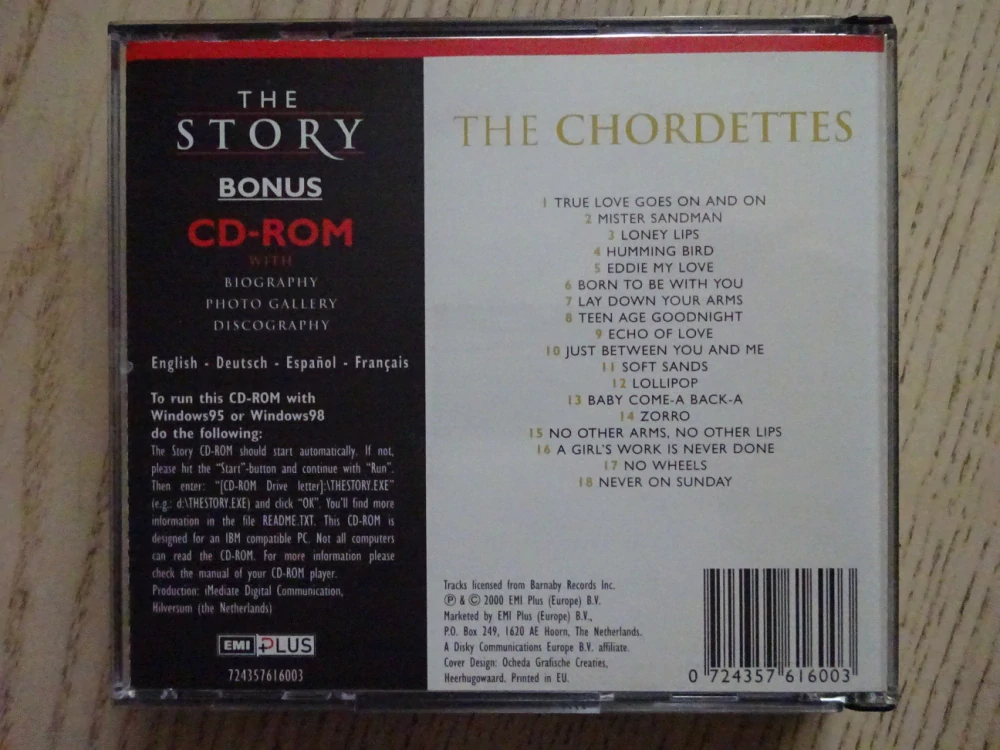 THE
STORY
BONUS
CD-ROM
WITH
BIOGRAPHY
PHOTO GALLERY
DISCOGRAPHY
English - Deutsch - Español - Français
To run this CD-ROM with
Windows95 or Windows98
do the following:
The Story CD-ROM should start automatically. If not,
please hit the "Start"-button and continue with "Run".
Then enter: "[CD-ROM Drive letter]:\THESTORY.EXE"
(e.g.: d:\THESTORY.EXE) and click "OK". You'll find more
information in the file README.TXT. This CD-ROM is
designed for an IBM compatible PC. Not all computers
can read the CD-ROM. For more information please
check the manual of your CD-ROM player.
Production: iMediate Digital Communication,
Hilversum (the Netherlands)
EMI PLUS
724357616003
THE CHORDETTES
1 TRUE LOVE GOES ON AND ON
2 MISTER SANDMAN
3 LONEY LIPS
4 HUMMING BIRD
5 EDDIE MY LOVE
6 BORN TO BE WITH YOU
7 LAY DOWN YOUR ARMS
8 TEEN AGE GOODNIGHT
9 ECHO OF LOVE
10 JUST BETWEEN YOU AND ME
11 SOFT SANDS
12 LOLLIPOP
13 BABY COME-A BACK-A
14 ZORRO
15 NO OTHER ARMS, NO OTHER LIPS
16 A GIRL'S WORK IS NEVER DONE
17 NO WHEELS
18 NEVER ON SUNDAY
Tracks licensed from Barnaby Records Inc.
℗ & © 2000 EMI Plus (Europe) B.V.
Marketed by EMI Plus (Europe) B.V.,
P.O. Box 249, 1620 AE Hoorn, The Netherlands.
A Disky Communications Europe B.V. affiliate.
Cover Design: Ocheda Grafische Creaties,
Heerhugowaard. Printed in EU.
0 724357 616003